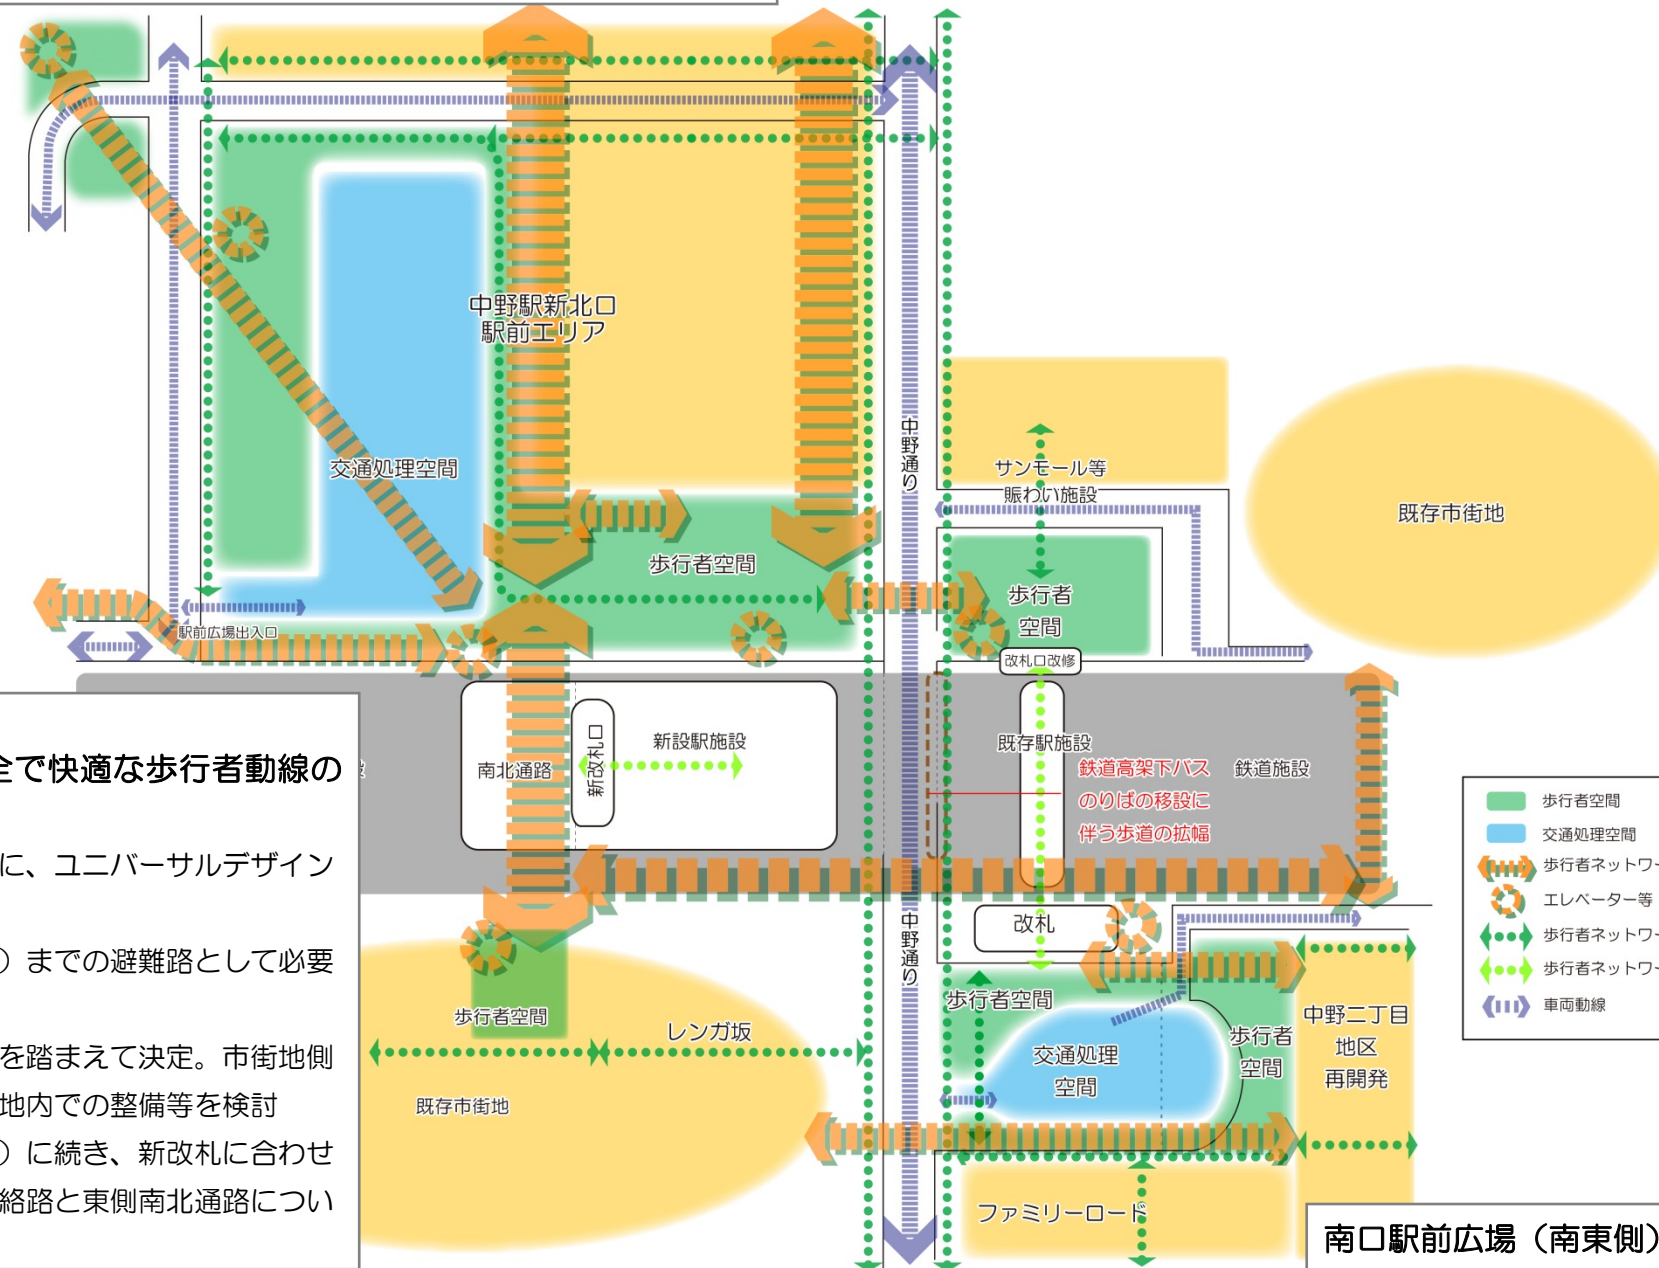 中野駅新北口
駅前エリア
交通処理空間
歩行者空間
中野通り
サンモール等
賑わい施設
既存市街地
歩行者
空間
改札口改修
駅前広場出入口
全で快適な歩行者動線の
に、ユニバーサルデザイン
）までの避難路として必要
を踏まえて決定。市街地側
地内での整備等を検討
）に続き、新改札に合わせ
絡路と東側南北通路につい
南北通路
新改札口
新設駅施設
既存駅施設
鉄道高架下バス
のりばの移設に
伴う歩道の拡幅
鉄道施設
歩行者空間
交通処理空間
歩行者ネットワー
エレベーター等
歩行者ネットワー
歩行者ネットワー
車両動線
改札
中野通り
歩行者空間
レンガ坂
既存市街地
歩行者空間
交通処理
空間
歩行者
空間
中野二丁目
地区
再開発
ファミリーロード
南口駅前広場（南東側）